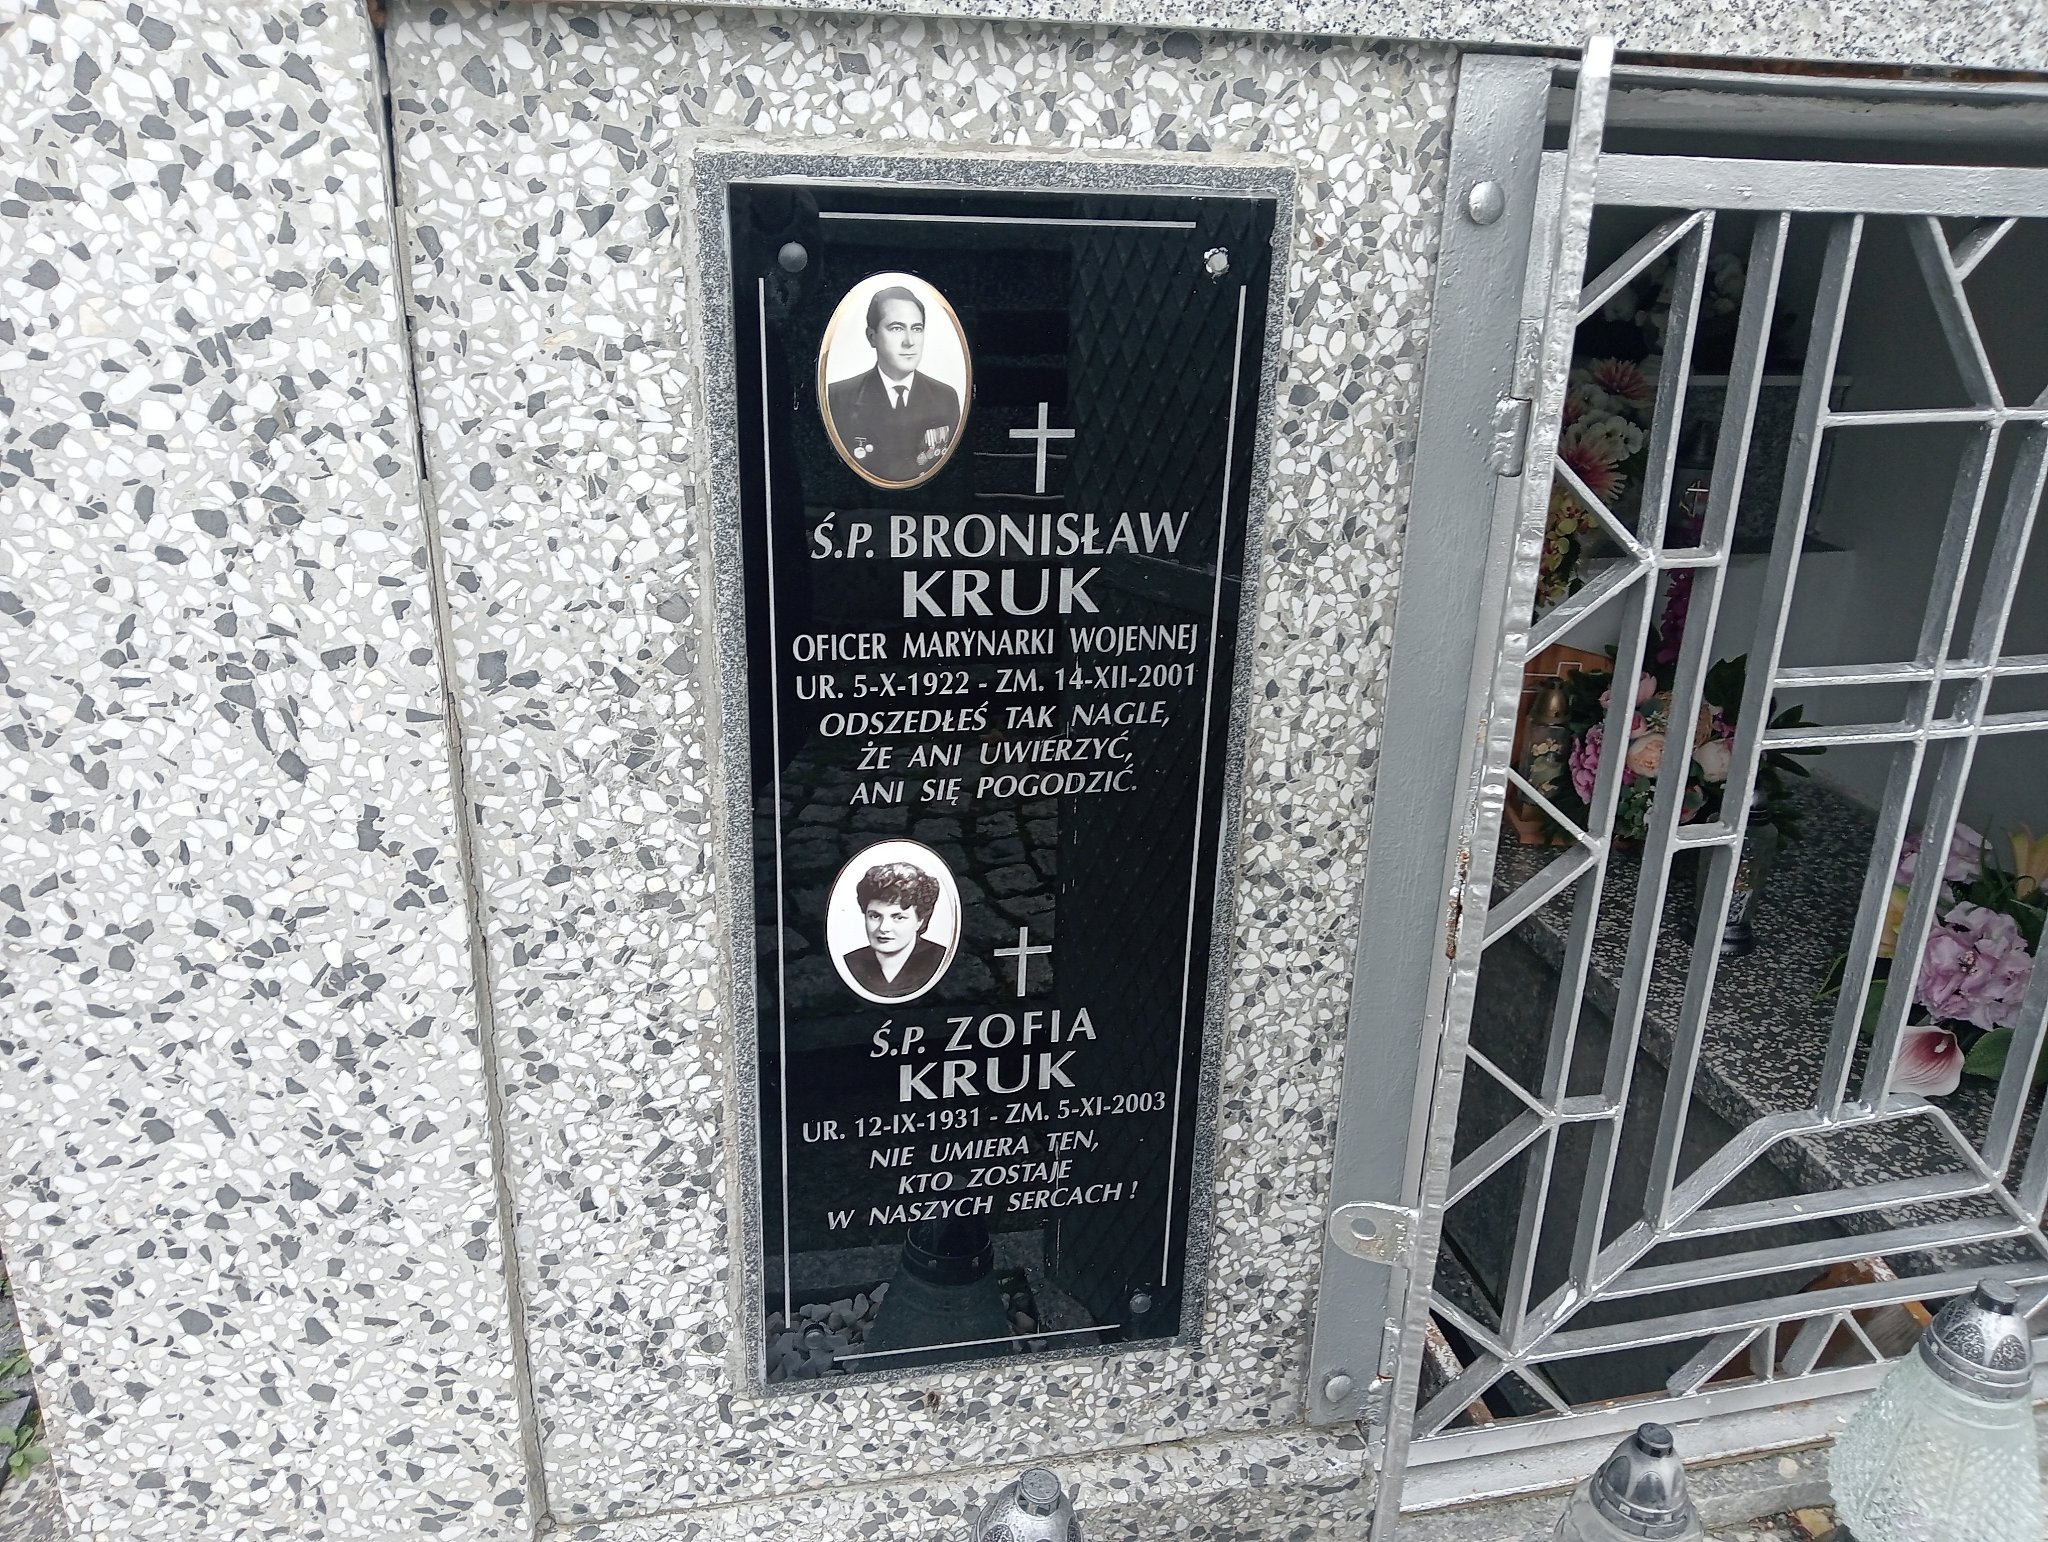 Ś.P. BRONISŁAW
KRUK
OFICER MARYNARKI WOJENNEJ
UR. 5-X-1922 - ZM. 14-XII-2001
ODSZEDŁEŚ TAK NAGLE,
ŻE ANI UWIERZYĆ,
ANI SIĘ POGODZIĆ.
Ś.P. ZOFIA
KRUK
UR. 12-IX-1931 - ZM. 5-XI-2003
NIE UMIERA TEN,
KTO ZOSTAJE
W NASZYCH SERCACH !